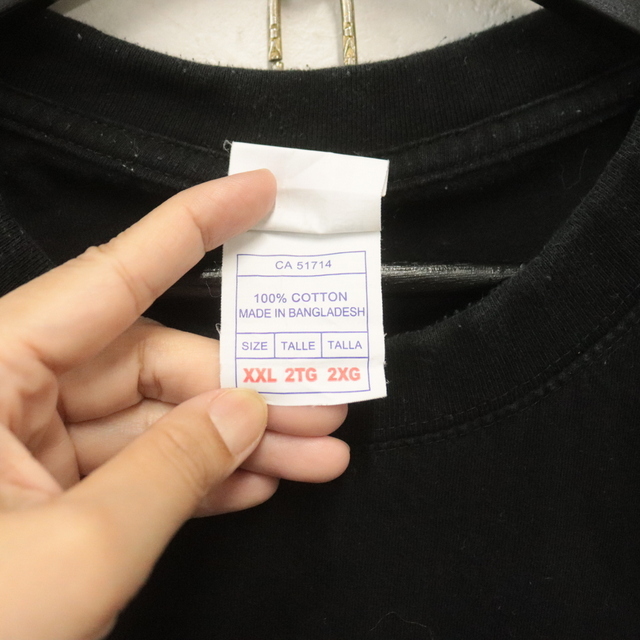 CA 51714
100% COTTON
MADE IN BANGLADESH
SIZE TALLE TALLA
XXL 2TG 2XG